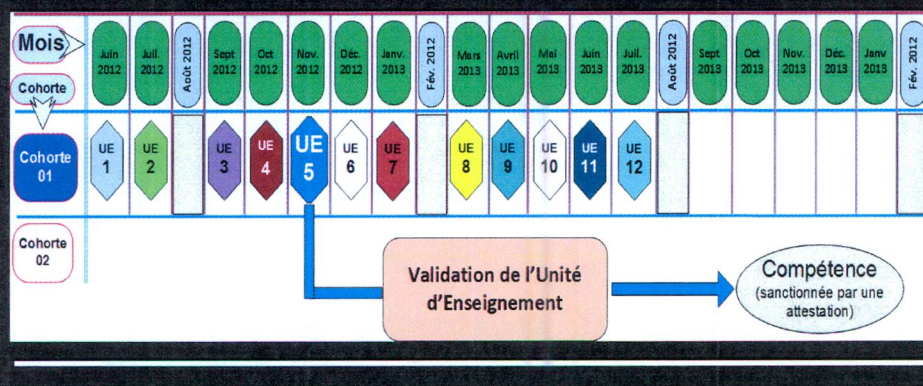 Mois
Juin
2012
Juil.
2012
Août 2012
Sept
2012
Oct
2012
Nov.
2012
Déc.
2012
Janv.
2013
Fév. 2012
Mars
2013
Avril
2013
Mai
2013
Juin
2013
Juil.
2013
Août 2012
Sept
2013
Oct
2013
Nov.
2013
Déc.
2013
Janv
2013
Fév. 2012
Cohorte
Cohorte
01
UE
1
UE
2
UE
3
UE
4
UE
5
UE
6
UE
7
UE
8
UE
9
UE
10
UE
11
UE
12
Cohorte
02
Validation de l'Unité
d'Enseignement
Compétence
(sanctionnée par une
attestation)